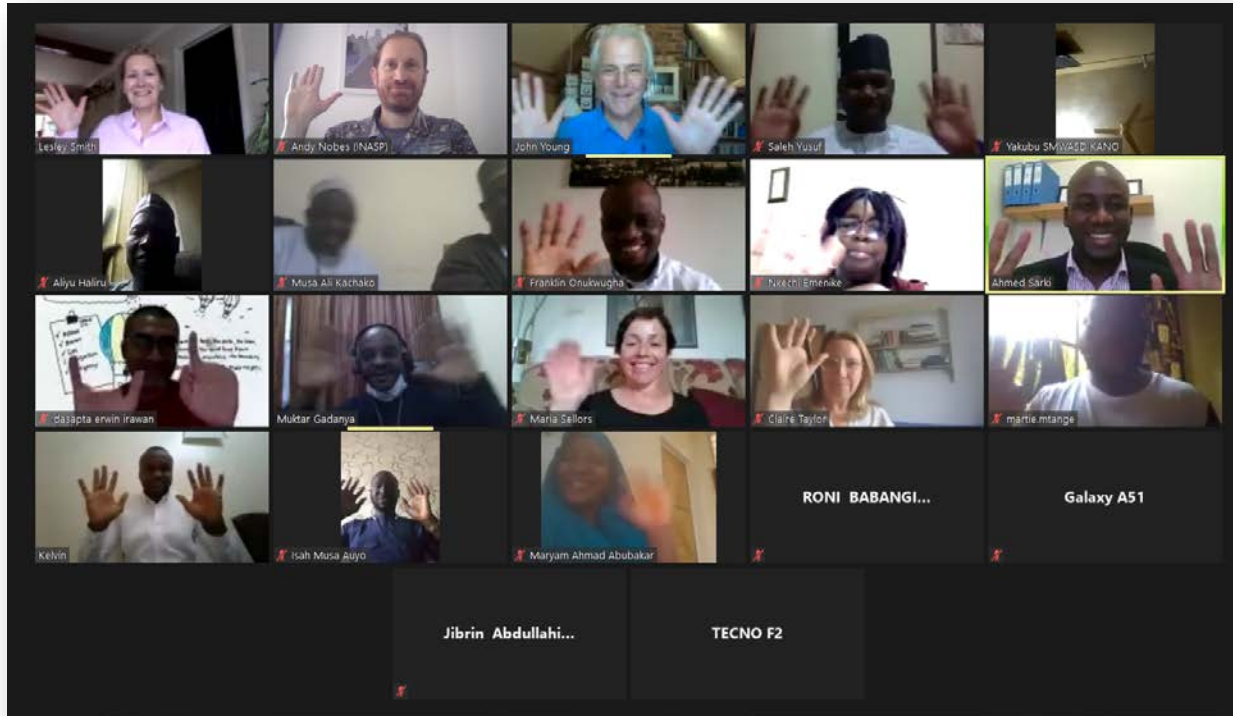 Lesley Smith
Andy Nobes (INASP)
John Young
Saleh Yusuf
Yakubu SMWASD KANO
Aliyu Haliru
Musa Ali Kachako
Franklin Onukwugha
Nkechi Emenike
Ahmed Sarki
dasapta erwin irawan
Muktar Gadanya
Maria Sellors
Claire Taylor
martie.mtange
Kelvin
Isah Musa Auyo
Maryam Ahmad Abubakar
RONI BABANGI...
Galaxy A51
Jibrin Abdullahi...
TECNO F2